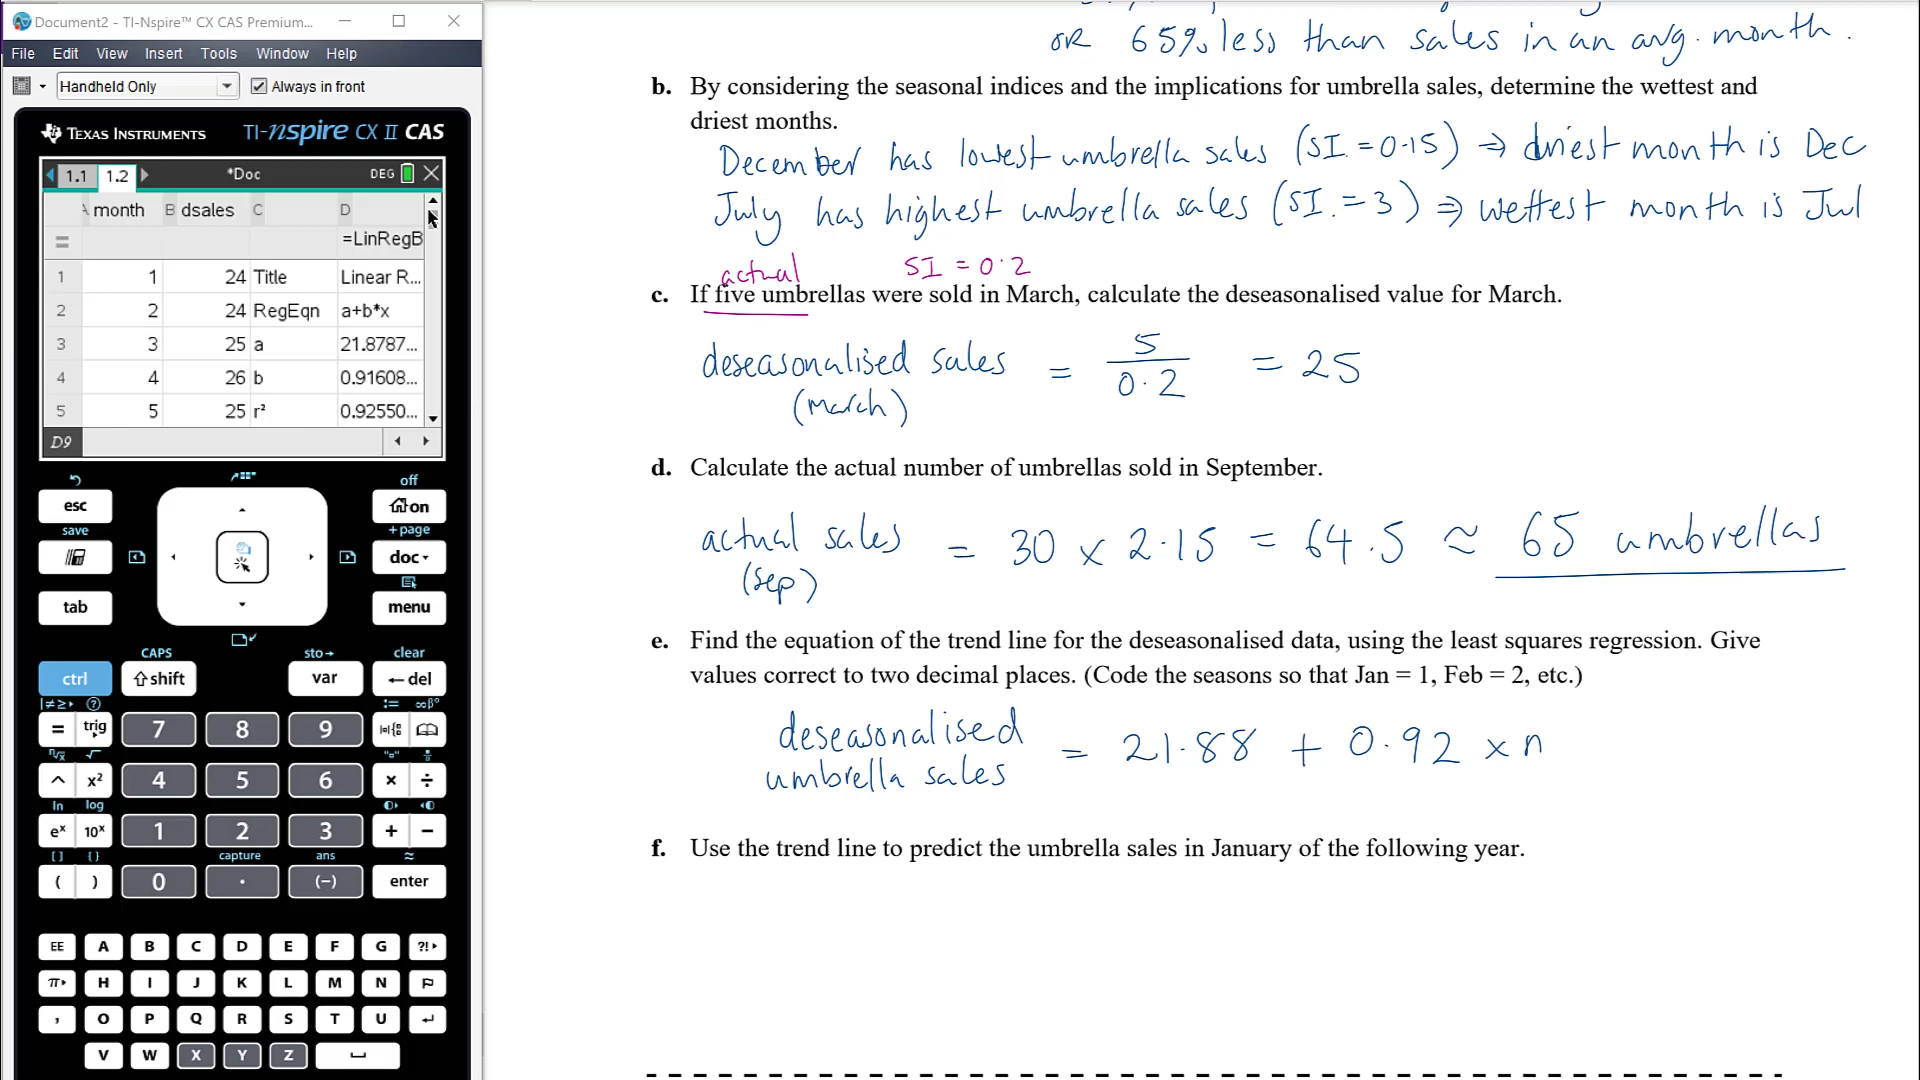 Document2 - TI-Nspire™ CX CAS Premium...
File Edit View Insert Tools Window Help
Handheld Only Always in front
TEXAS INSTRUMENTS TI-nspire CX II CAS
1.1 1.2 *Doc DEG
A month B dsales C D
= =LinRegB
1 1 24 Title Linear R...
2 2 24 RegEqn a+b*x
3 3 25 a 21.8787...
4 4 26 b 0.91608...
5 5 25 r² 0.92550...
D9
off
esc on
save +page
doc
tab menu
CAPS sto→ clear
ctrl shift var ←del
|≠≥▸ ? := ∞β°
= trig 7 8 9
ⁿ√x √ "▫"
^ x² 4 5 6 × ÷
ln log
eˣ 10ˣ 1 2 3 + −
[ ] { } capture ans ≈
( ) 0 . (−) enter
EE A B C D E F G ?!▸
π▸ H I J K L M N
, O P Q R S T U ↵
V W X Y Z
OR 65% less than sales in an avg. month.
b. By considering the seasonal indices and the implications for umbrella sales, determine the wettest and
driest months.
December has lowest umbrella sales (SI. = 0.15) ⇒ driest month is Dec
July has highest umbrella sales (SI. = 3) ⇒ wettest month is Jul
actual SI = 0.2
c. If five umbrellas were sold in March, calculate the deseasonalised value for March.
deseasonalised sales = 5/0.2 = 25
(March)
d. Calculate the actual number of umbrellas sold in September.
actual sales = 30 × 2.15 = 64.5 ≈ 65 umbrellas
(Sep)
e. Find the equation of the trend line for the deseasonalised data, using the least squares regression. Give
values correct to two decimal places. (Code the seasons so that Jan = 1, Feb = 2, etc.)
deseasonalised
umbrella sales = 21.88 + 0.92 × n
f. Use the trend line to predict the umbrella sales in January of the following year.